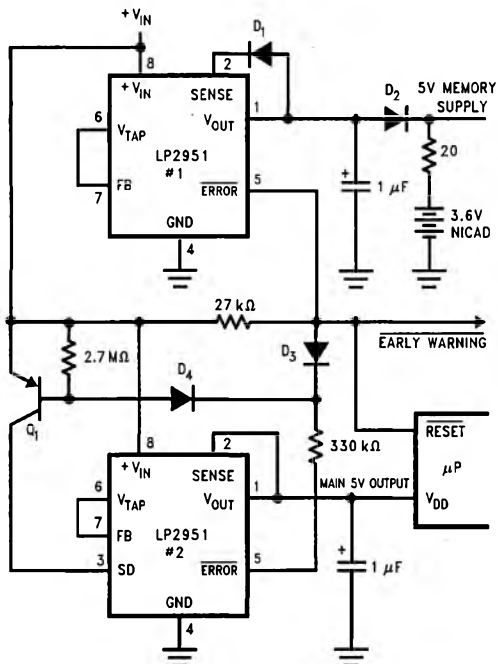 +VIN
D1
8
2
+VIN
SENSE
D2
5V MEMORY
SUPPLY
6
VTAP
VOUT
1
LP2951
#1
20
7
FB
ERROR
5
+
1 μF
3.6V
NICAD
GND
4
27 kΩ
EARLY WARNING
2.7 MΩ
D3
D4
Q1
8
2
330 kΩ
RESET
+VIN
SENSE
μP
6
VTAP
VOUT
1
MAIN 5V OUTPUT
VDD
7
FB
LP2951
#2
3
SD
ERROR
5
+
1 μF
GND
4